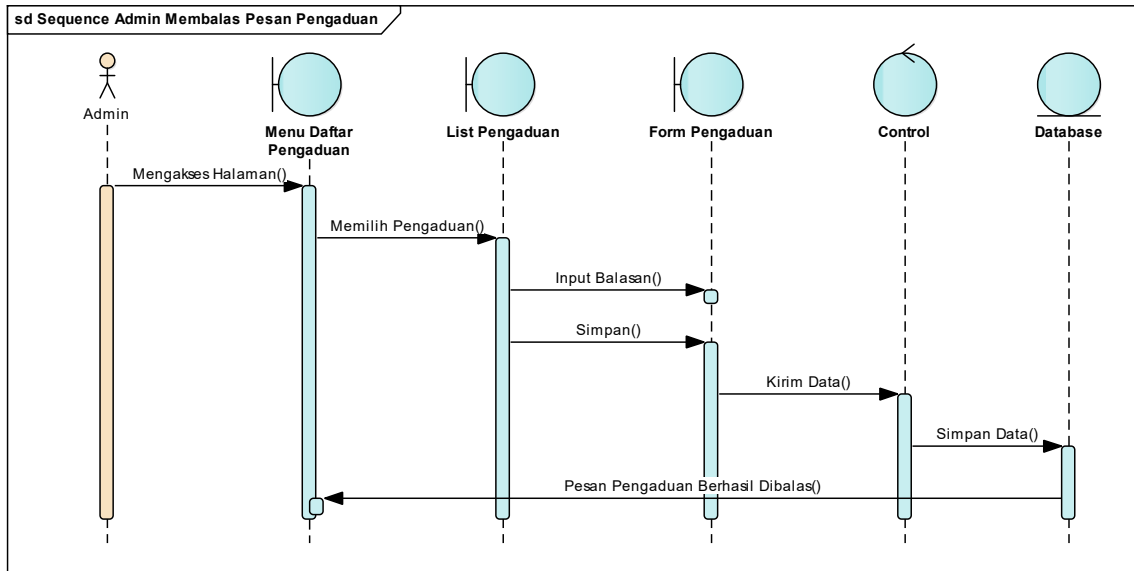 sd Sequence Admin Membalas Pesan Pengaduan
Admin
Menu Daftar
Pengaduan
List Pengaduan
Form Pengaduan
Control
Database
Mengakses Halaman()
Memilih Pengaduan()
Input Balasan()
Simpan()
Kirim Data()
Simpan Data()
Pesan Pengaduan Berhasil Dibalas()